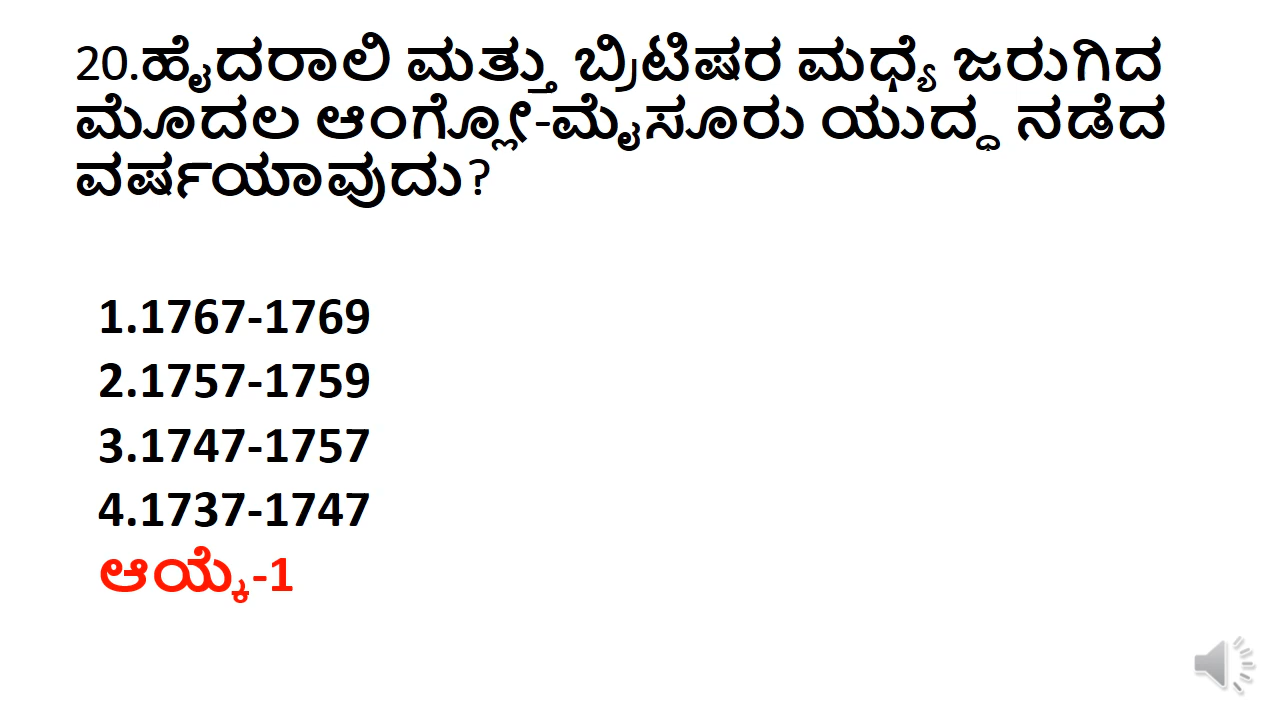 20.ಹೈದರಾಲಿ ಮತ್ತು ಬ್ರಿಟಿಷರ ಮಧ್ಯೆ ಜರುಗಿದ
ಮೊದಲ ಆಂಗ್ಲೋ-ಮೈಸೂರು ಯುದ್ಧ ನಡೆದ
ವರ್ಷಯಾವುದು?
1.1767-1769
2.1757-1759
3.1747-1757
4.1737-1747
ಆಯ್ಕೆ-1